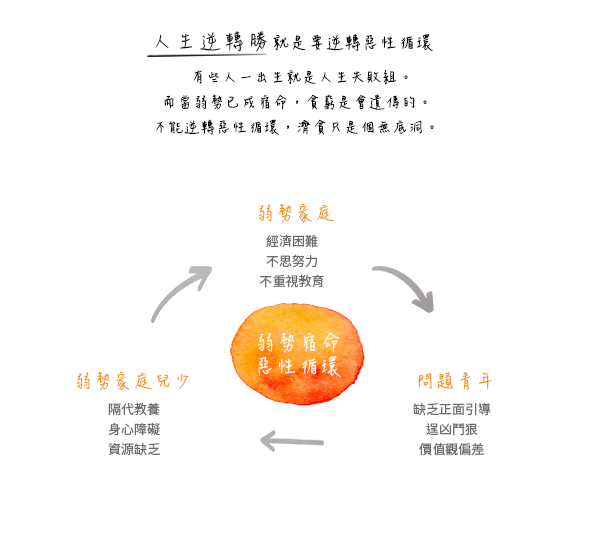 人生逆轉勝就是要逆轉惡性循環
有些人一出生就是人生失敗組。
而當弱勢已成宿命，貧窮是會遺傳的。
不能逆轉惡性循環，濟貧只是個無底洞。
弱勢家庭
經濟困難
不思努力
不重視教育
弱勢宿命
惡性循環
弱勢家庭兒少
隔代教養
身心障礙
資源缺乏
問題青年
缺乏正面引導
逞凶鬥狠
價值觀偏差